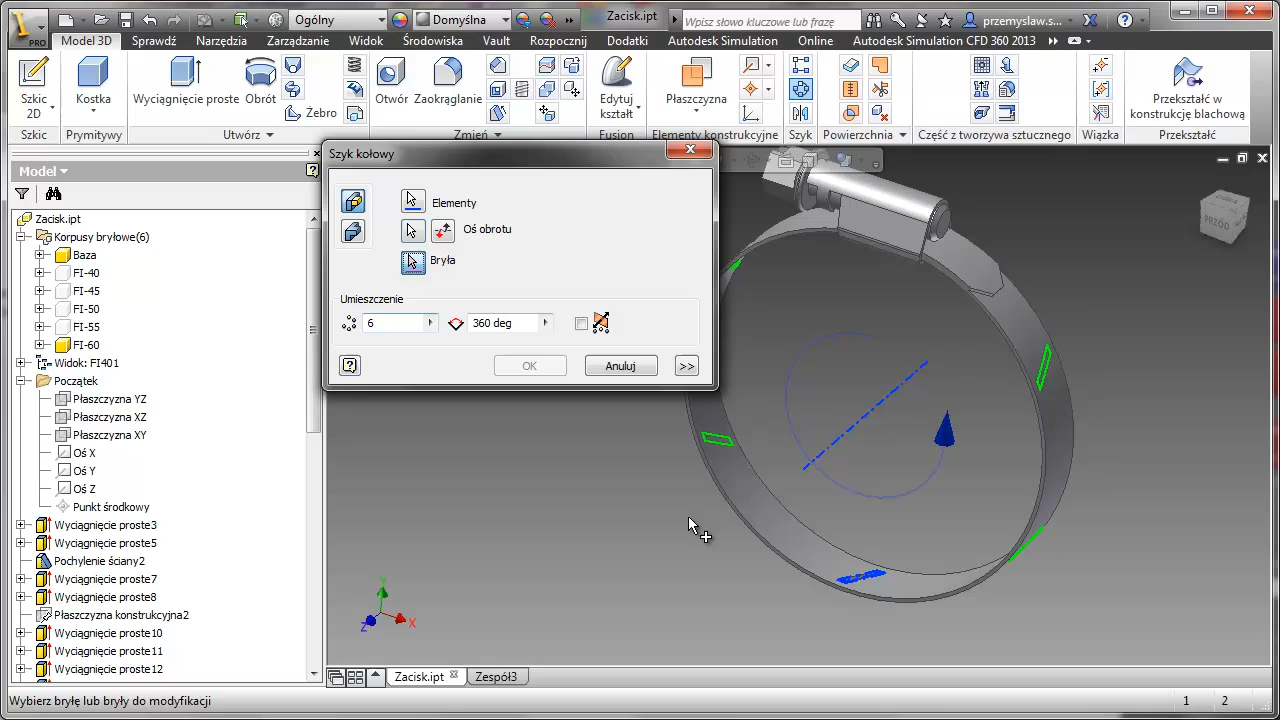 PRO
Ogólny
Domyślna
Zacisk.ipt
Wpisz słowo kluczowe lub frazę
przemyslaw.s...
Model 3D
Sprawdź
Narzędzia
Zarządzanie
Widok
Środowiska
Vault
Rozpocznij
Dodatki
Autodesk Simulation
Online
Autodesk Simulation CFD 360 2013
Szkic
2D
Kostka
Wyciągnięcie proste
Obrót
Żebro
Otwór
Zaokrąglanie
Edytuj
kształt
Płaszczyzna
Przekształć w
konstrukcję blachową
Szkic
Prymitywy
Utwórz
Zmień
Fusion
Elementy konstrukcyjne
Szyk
Powierzchnia
Część z tworzywa sztucznego
Wiązka
Przekształć
Model
Zacisk.ipt
Korpusy bryłowe(6)
Baza
FI-40
FI-45
FI-50
FI-55
FI-60
Widok: FI401
Początek
Płaszczyzna YZ
Płaszczyzna XZ
Płaszczyzna XY
Oś X
Oś Y
Oś Z
Punkt środkowy
Wyciągnięcie proste3
Wyciągnięcie proste5
Pochylenie ściany2
Wyciągnięcie proste7
Wyciągnięcie proste8
Płaszczyzna konstrukcyjna2
Wyciągnięcie proste10
Wyciągnięcie proste11
Wyciągnięcie proste12
Szyk kołowy
Elementy
Oś obrotu
Bryła
Umieszczenie
6
360 deg
OK
Anuluj
>>
PRZÓD
Y
X
Z
Zacisk.ipt
Zespół3
Wybierz bryłę lub bryły do modyfikacji
1
2